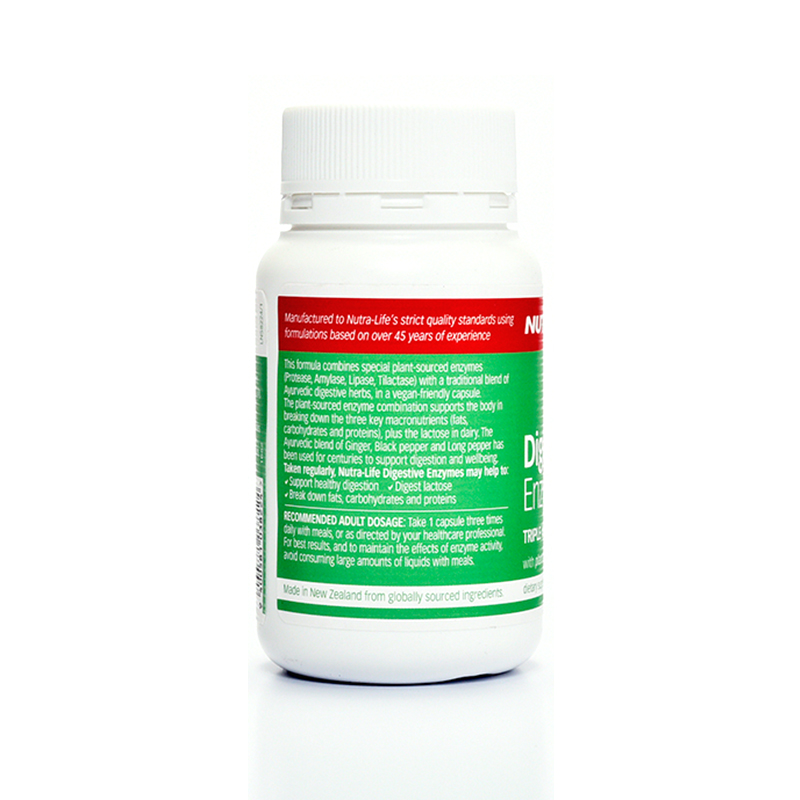 Manufactured to Nutra-Life's strict quality standards using
formulations based on over 45 years of experience
This formula combines special plant-sourced enzymes
(Protease, Amylase, Lipase, Tilactase) with a traditional blend of
Ayurvedic digestive herbs, in a vegan-friendly capsule.
The plant-sourced enzyme combination supports the body in
breaking down the three key macronutrients (fats,
carbohydrates and proteins), plus the lactose in dairy. The
Ayurvedic blend of Ginger, Black pepper and Long pepper has
been used for centuries to support digestion and wellbeing.
Taken regularly, Nutra-Life Digestive Enzymes may help to:
✓Support healthy digestion ✓Digest lactose
✓Break down fats, carbohydrates and proteins
RECOMMENDED ADULT DOSAGE: Take 1 capsule three times
daily with meals, or as directed by your healthcare professional.
For best results, and to maintain the effects of enzyme activity,
avoid consuming large amounts of liquids with meals.
Made in New Zealand from globally sourced ingredients.
NU
Dig
Enz
TRIPLE
with
dietary